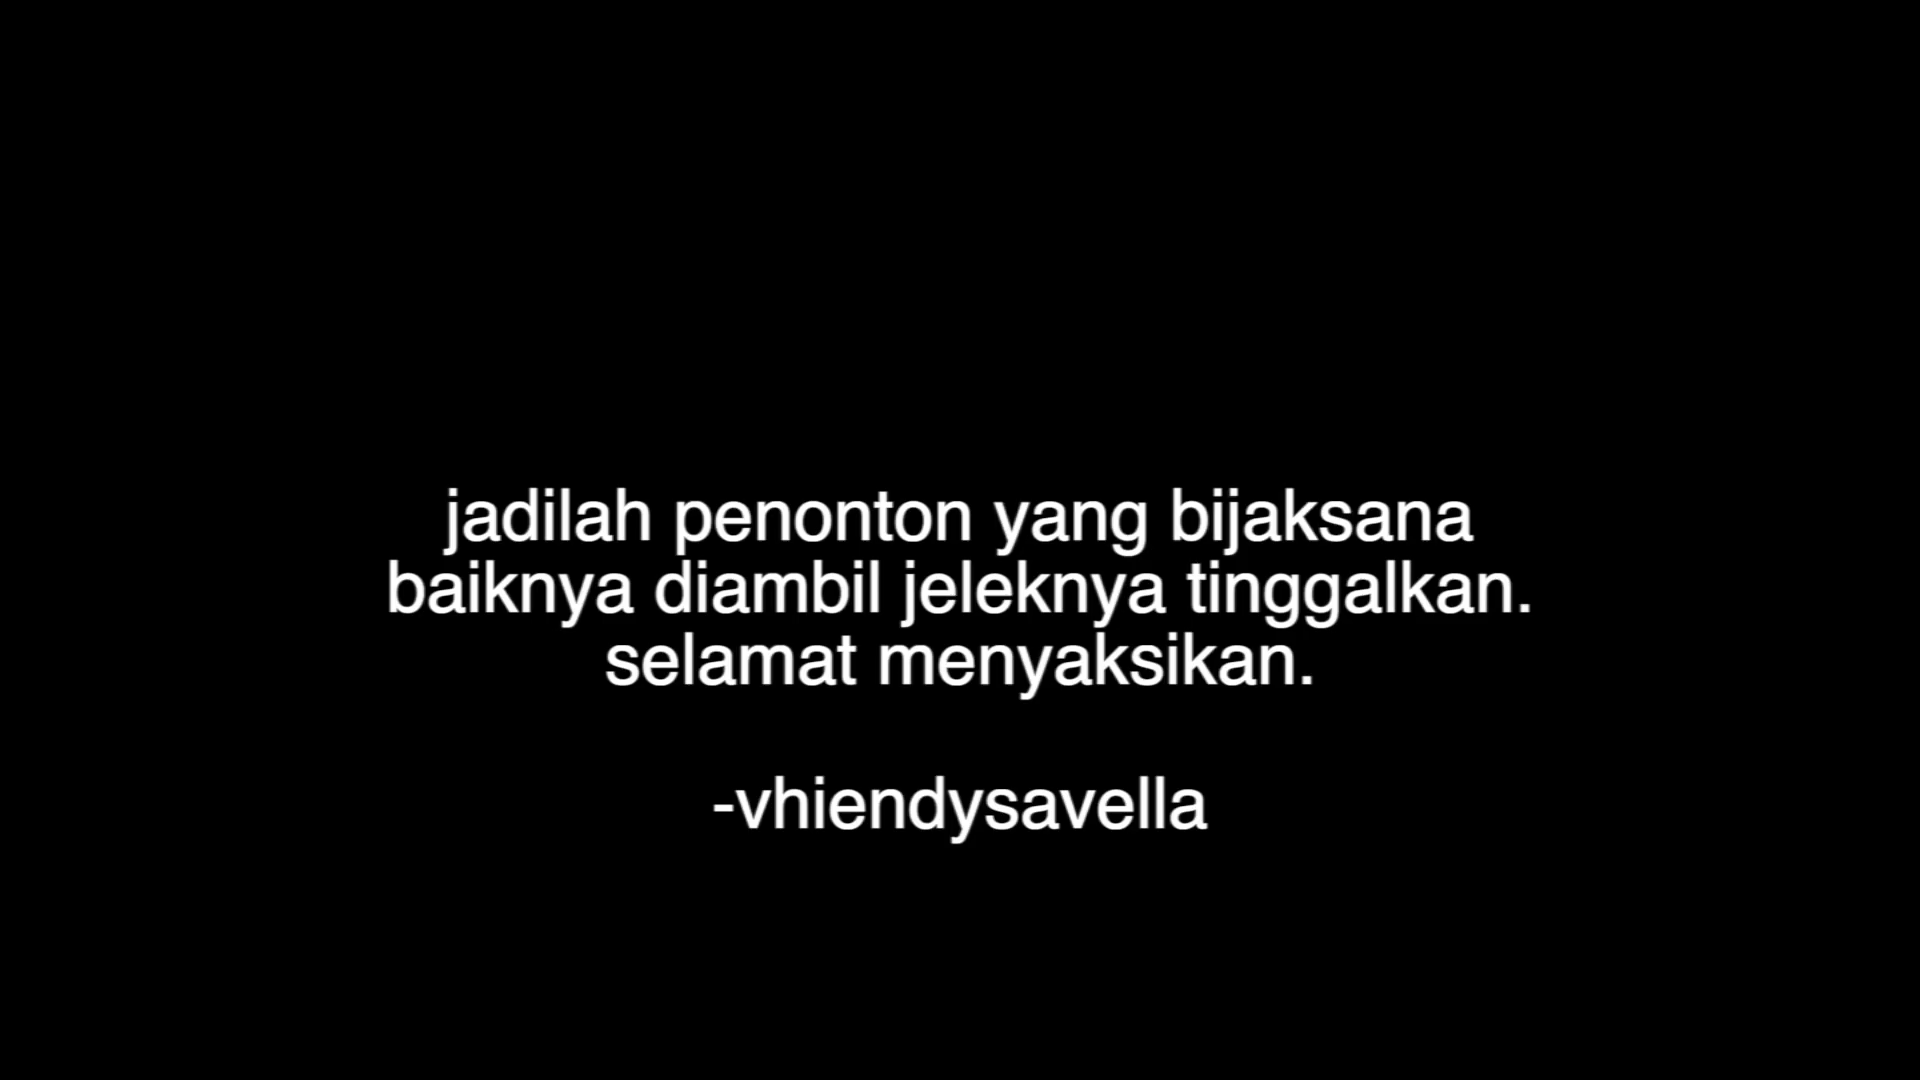 jadilah penonton yang bijaksana
baiknya diambil jeleknya tinggalkan.
selamat menyaksikan.
-vhiendysavella